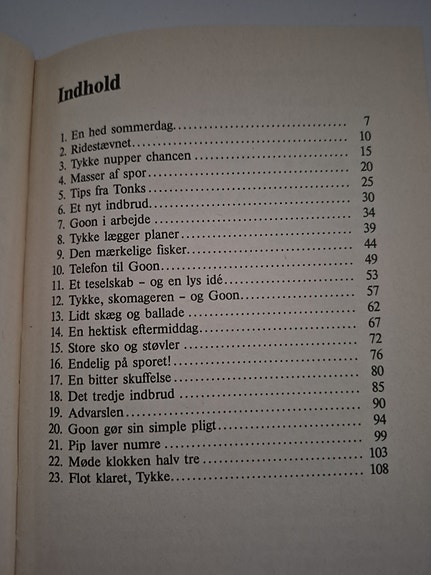 Indhold
1. En hed sommerdag.............................. 7
2. Ridestævnet.................................... 10
3. Tykke nupper chancen........................ 15
4. Masser af spor................................. 20
5. Tips fra Tonks................................. 25
6. Et nyt indbrud................................. 30
7. Goon i arbejde................................. 34
8. Tykke lægger planer........................... 39
9. Den mærkelige fisker.......................... 44
10. Telefon til Goon............................... 49
11. Et teselskab - og en lys idé.................. 53
12. Tykke, skomageren - og Goon............... 57
13. Lidt skæg og ballade.......................... 62
14. En hektisk eftermiddag........................ 67
15. Store sko og støvler........................... 72
16. Endelig på sporet!............................. 76
17. En bitter skuffelse............................. 80
18. Det tredje indbrud............................. 85
19. Advarslen...................................... 90
20. Goon gør sin simple pligt..................... 94
21. Pip laver numre................................ 99
22. Møde klokken halv tre........................ 103
23. Flot klaret, Tykke.............................. 108